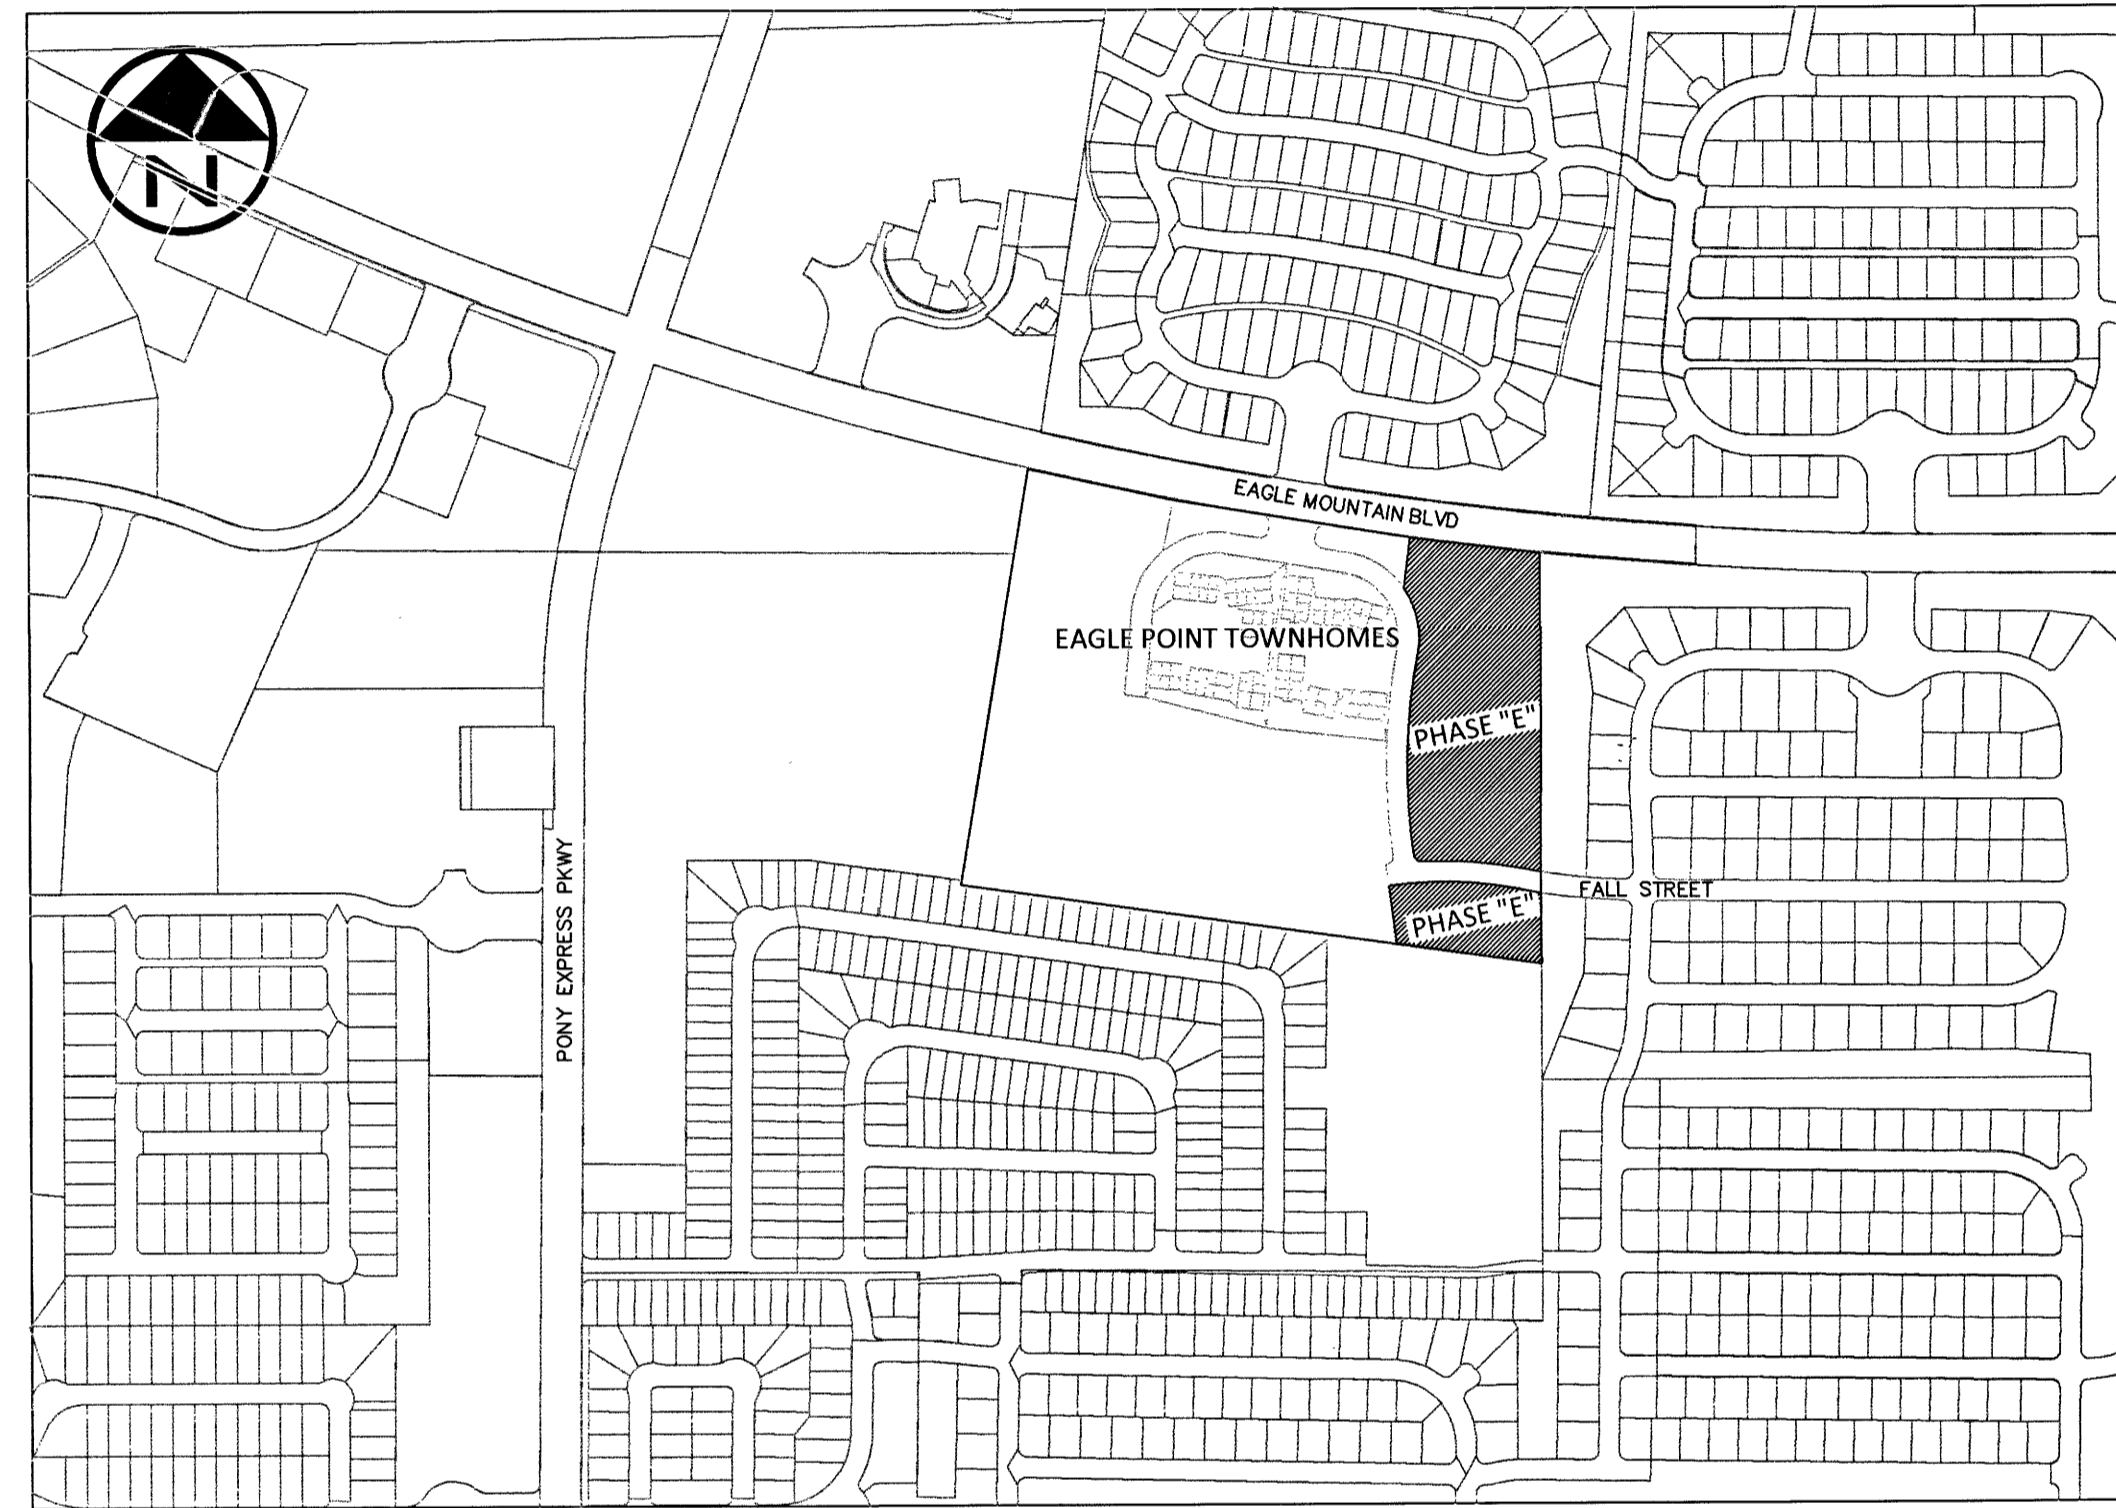 N
EAGLE MOUNTAIN BLVD
EAGLE POINT TOWNHOMES
PHASE "E"
FALL STREET
PHASE "E"
PONY EXPRESS PKWY